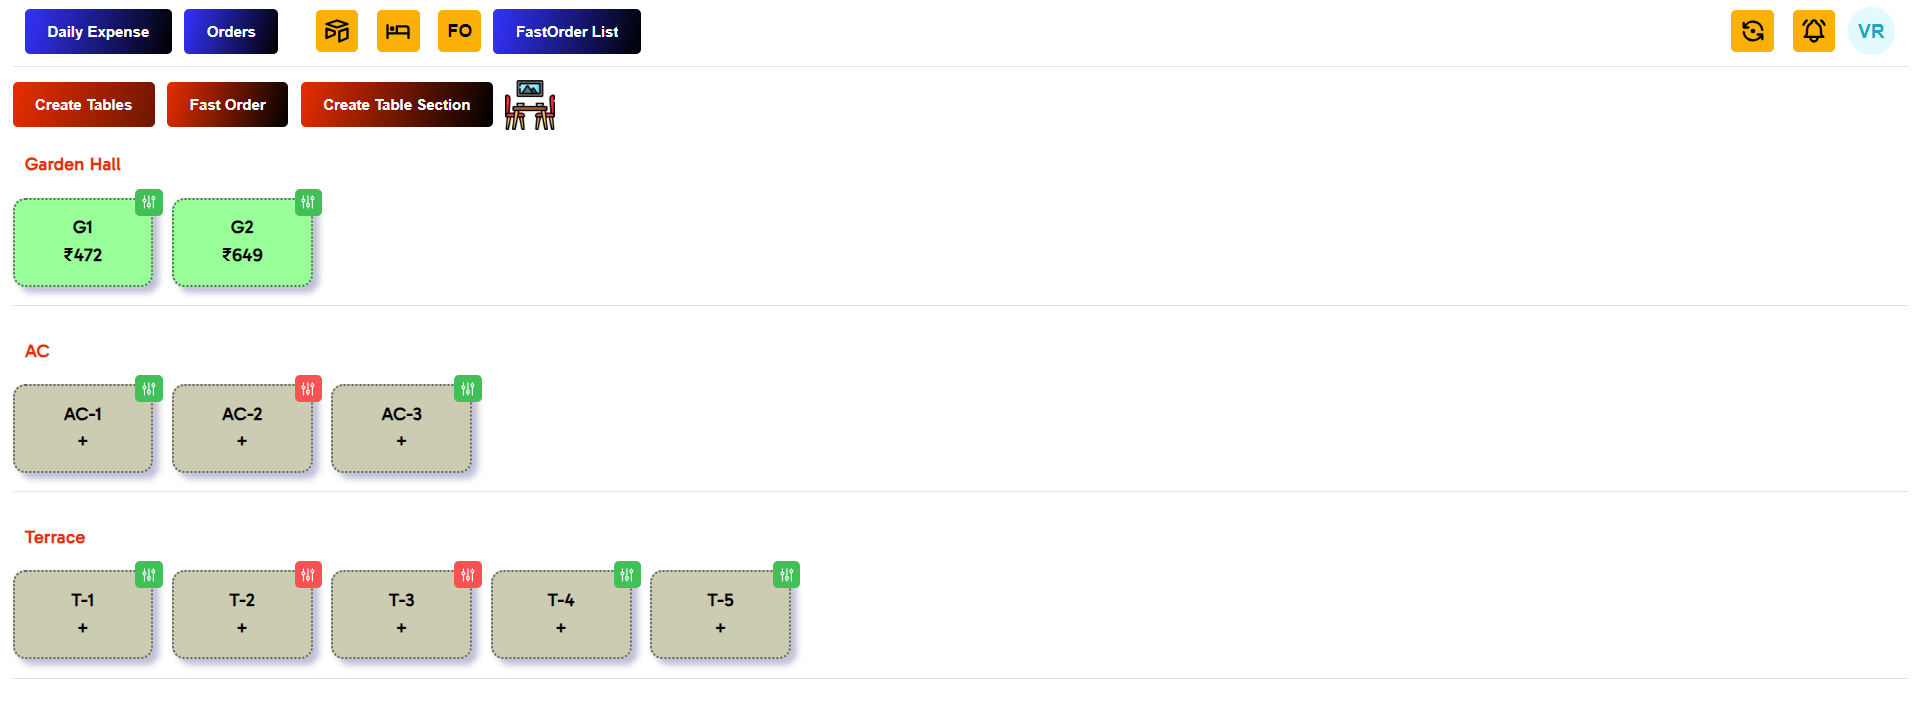 Daily Expense Orders FO FastOrder List VR
Create Tables Fast Order Create Table Section
Garden Hall
G1 G2
₹472 ₹649
AC
AC-1 AC-2 AC-3
+ + +
Terrace
T-1 T-2 T-3 T-4 T-5
+ + + + +